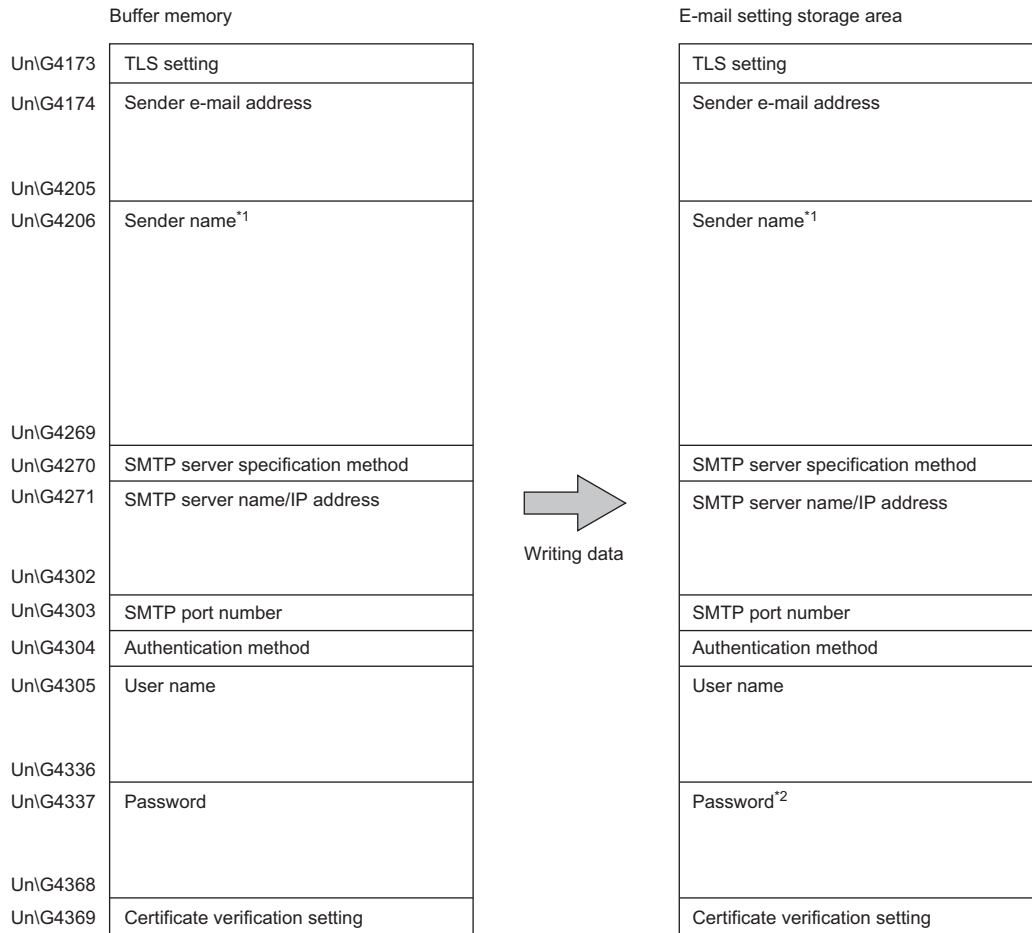 Buffer memory E-mail setting storage area
Un\G4173 TLS setting TLS setting
Un\G4174 Sender e-mail address Sender e-mail address
Un\G4205
Un\G4206 Sender name*1 Sender name*1
Un\G4269
Un\G4270 SMTP server specification method SMTP server specification method
Un\G4271 SMTP server name/IP address SMTP server name/IP address
Writing data
Un\G4302
Un\G4303 SMTP port number SMTP port number
Un\G4304 Authentication method Authentication method
Un\G4305 User name User name
Un\G4336
Un\G4337 Password Password*2
Un\G4368
Un\G4369 Certificate verification setting Certificate verification setting